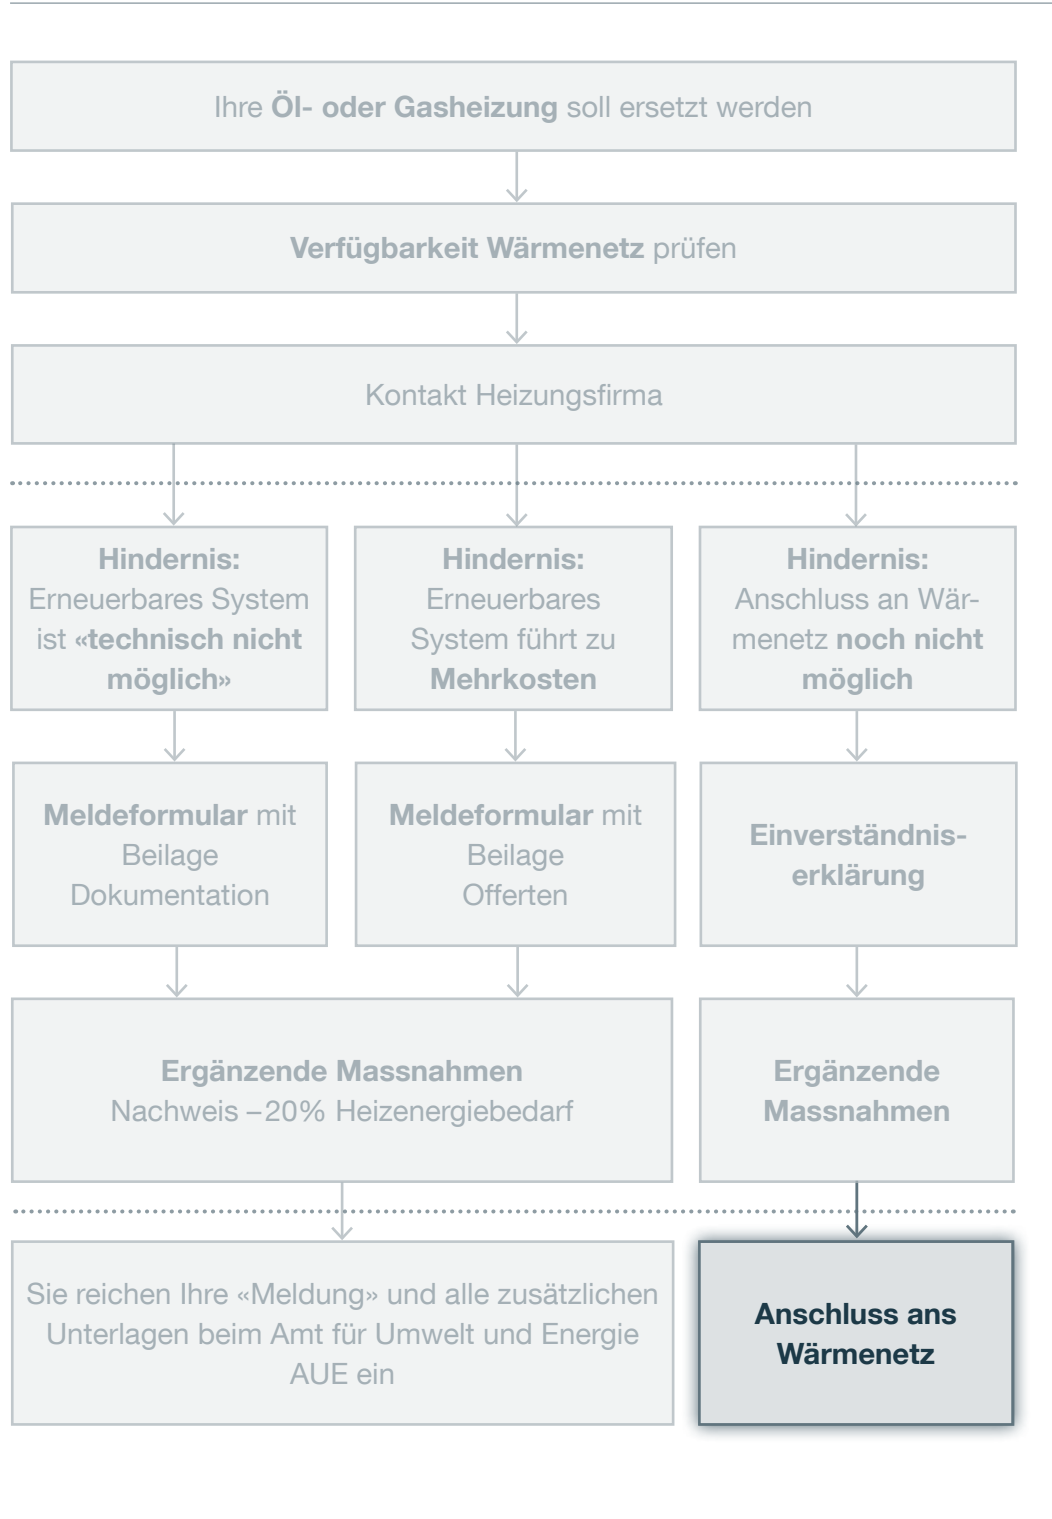 Ihre Öl- oder Gasheizung soll ersetzt werden
Verfügbarkeit Wärmenetz prüfen
Kontakt Heizungsfirma
Hindernis:
Erneuerbares System
ist «technisch nicht
möglich»
Hindernis:
Erneuerbares
System führt zu
Mehrkosten
Hindernis:
Anschluss an Wär-
menetz noch nicht
möglich
Meldeformular mit
Beilage
Dokumentation
Meldeformular mit
Beilage
Offerten
Einverständnis-
erklärung
Ergänzende Massnahmen
Nachweis –20% Heizenergiebedarf
Ergänzende
Massnahmen
Sie reichen Ihre «Meldung» und alle zusätzlichen
Unterlagen beim Amt für Umwelt und Energie
AUE ein
Anschluss ans
Wärmenetz